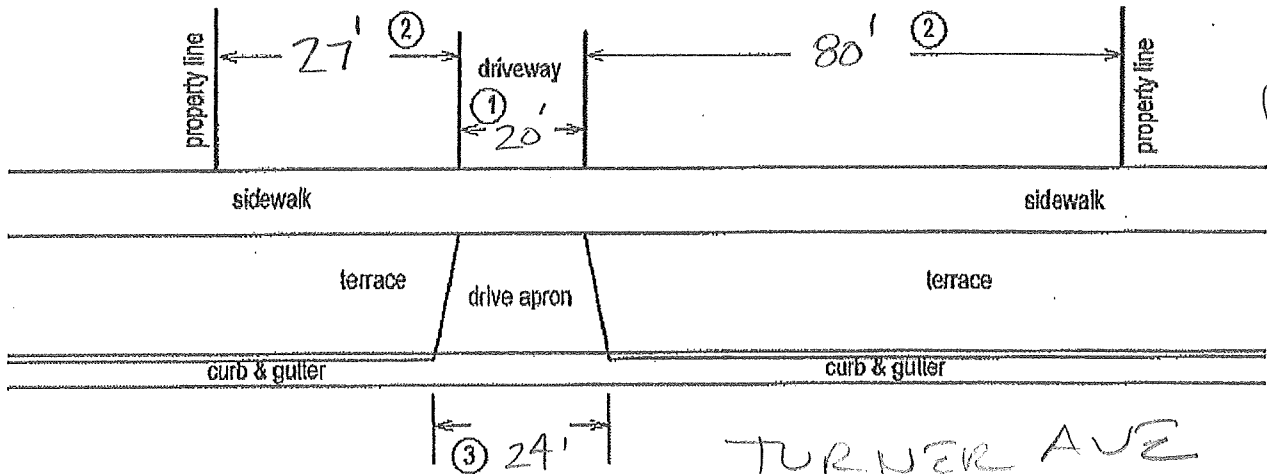 property line
27' ②
driveway
① 20'
80' ②
property line
sidewalk
sidewalk
terrace
drive apron
terrace
curb & gutter
curb & gutter
③ 24'
TURNER AVE